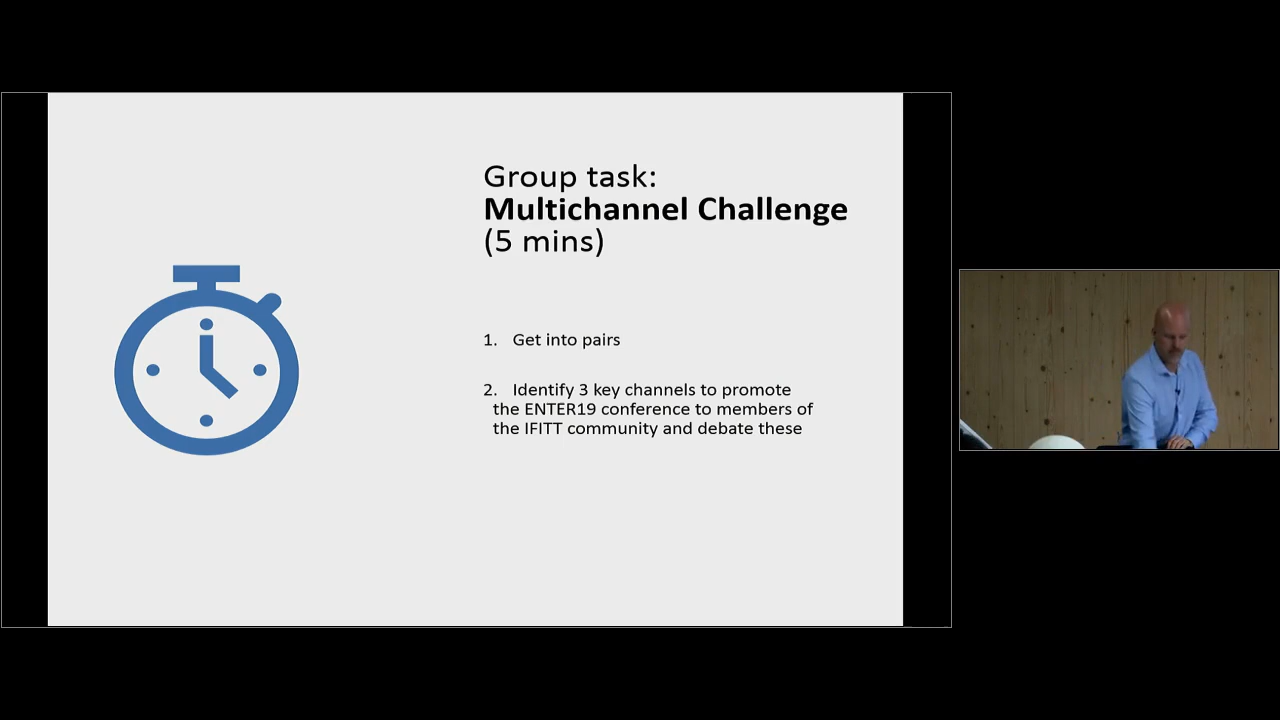 Group task:
Multichannel Challenge
(5 mins)
1. Get into pairs
2. Identify 3 key channels to promote
the ENTER19 conference to members of
the IFITT community and debate these